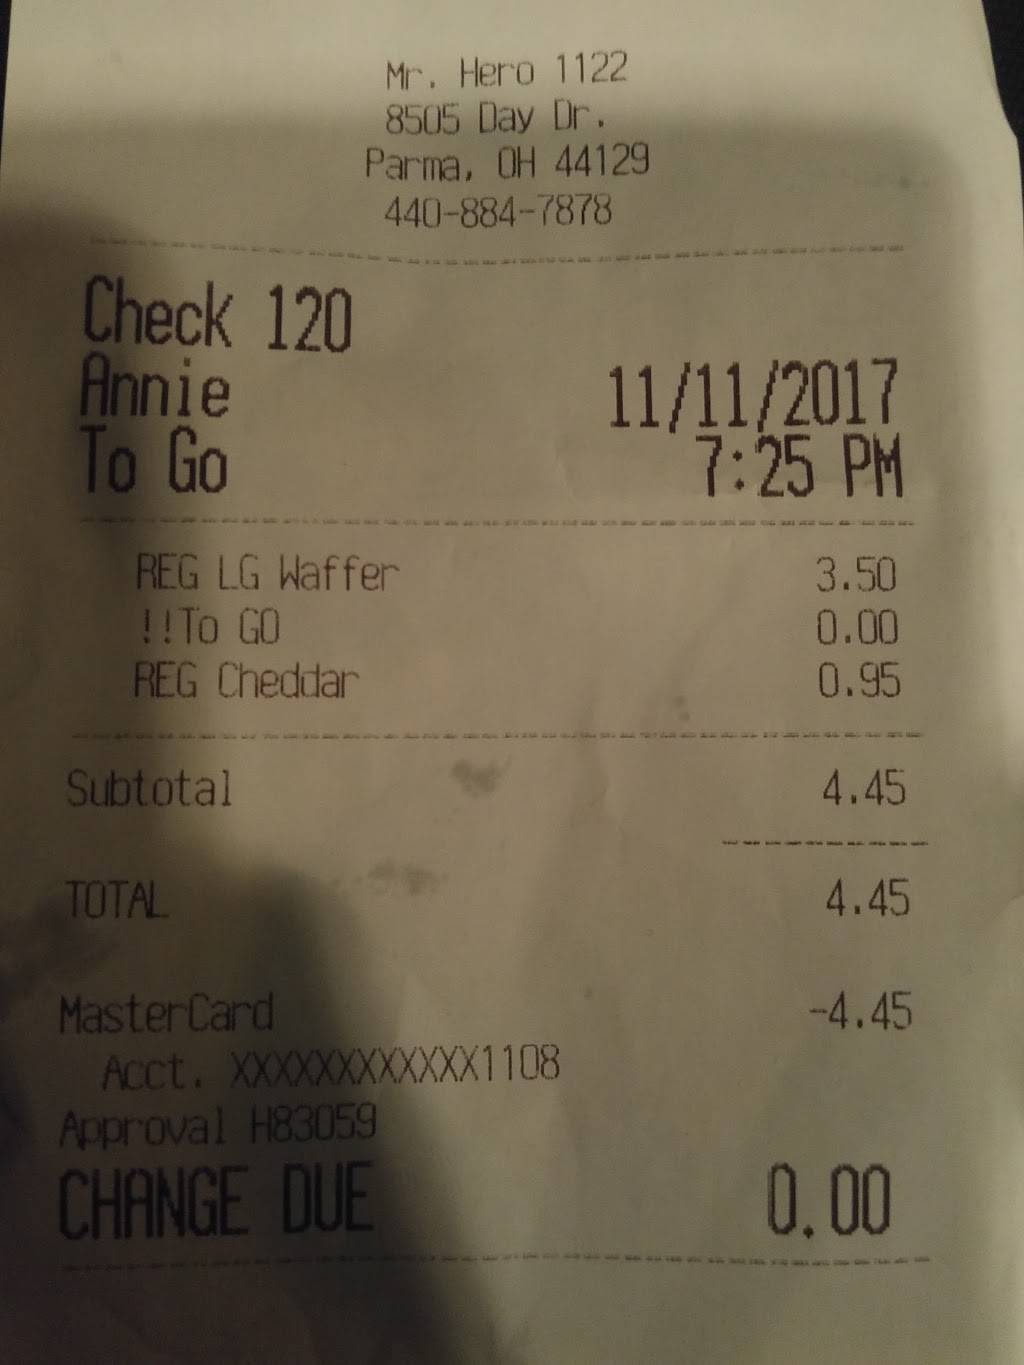 Mr. Hero 1122
8505 Day Dr.
Parma, OH 44129
440-884-7878
Check 120
Annie 11/11/2017
To Go 7:25 PM
REG LG Waffer 3.50
!!To GO 0.00
REG Cheddar 0.95
Subtotal 4.45
TOTAL 4.45
MasterCard -4.45
Acct. XXXXXXXXXXXX1108
Approval H83059
CHANGE DUE 0.00